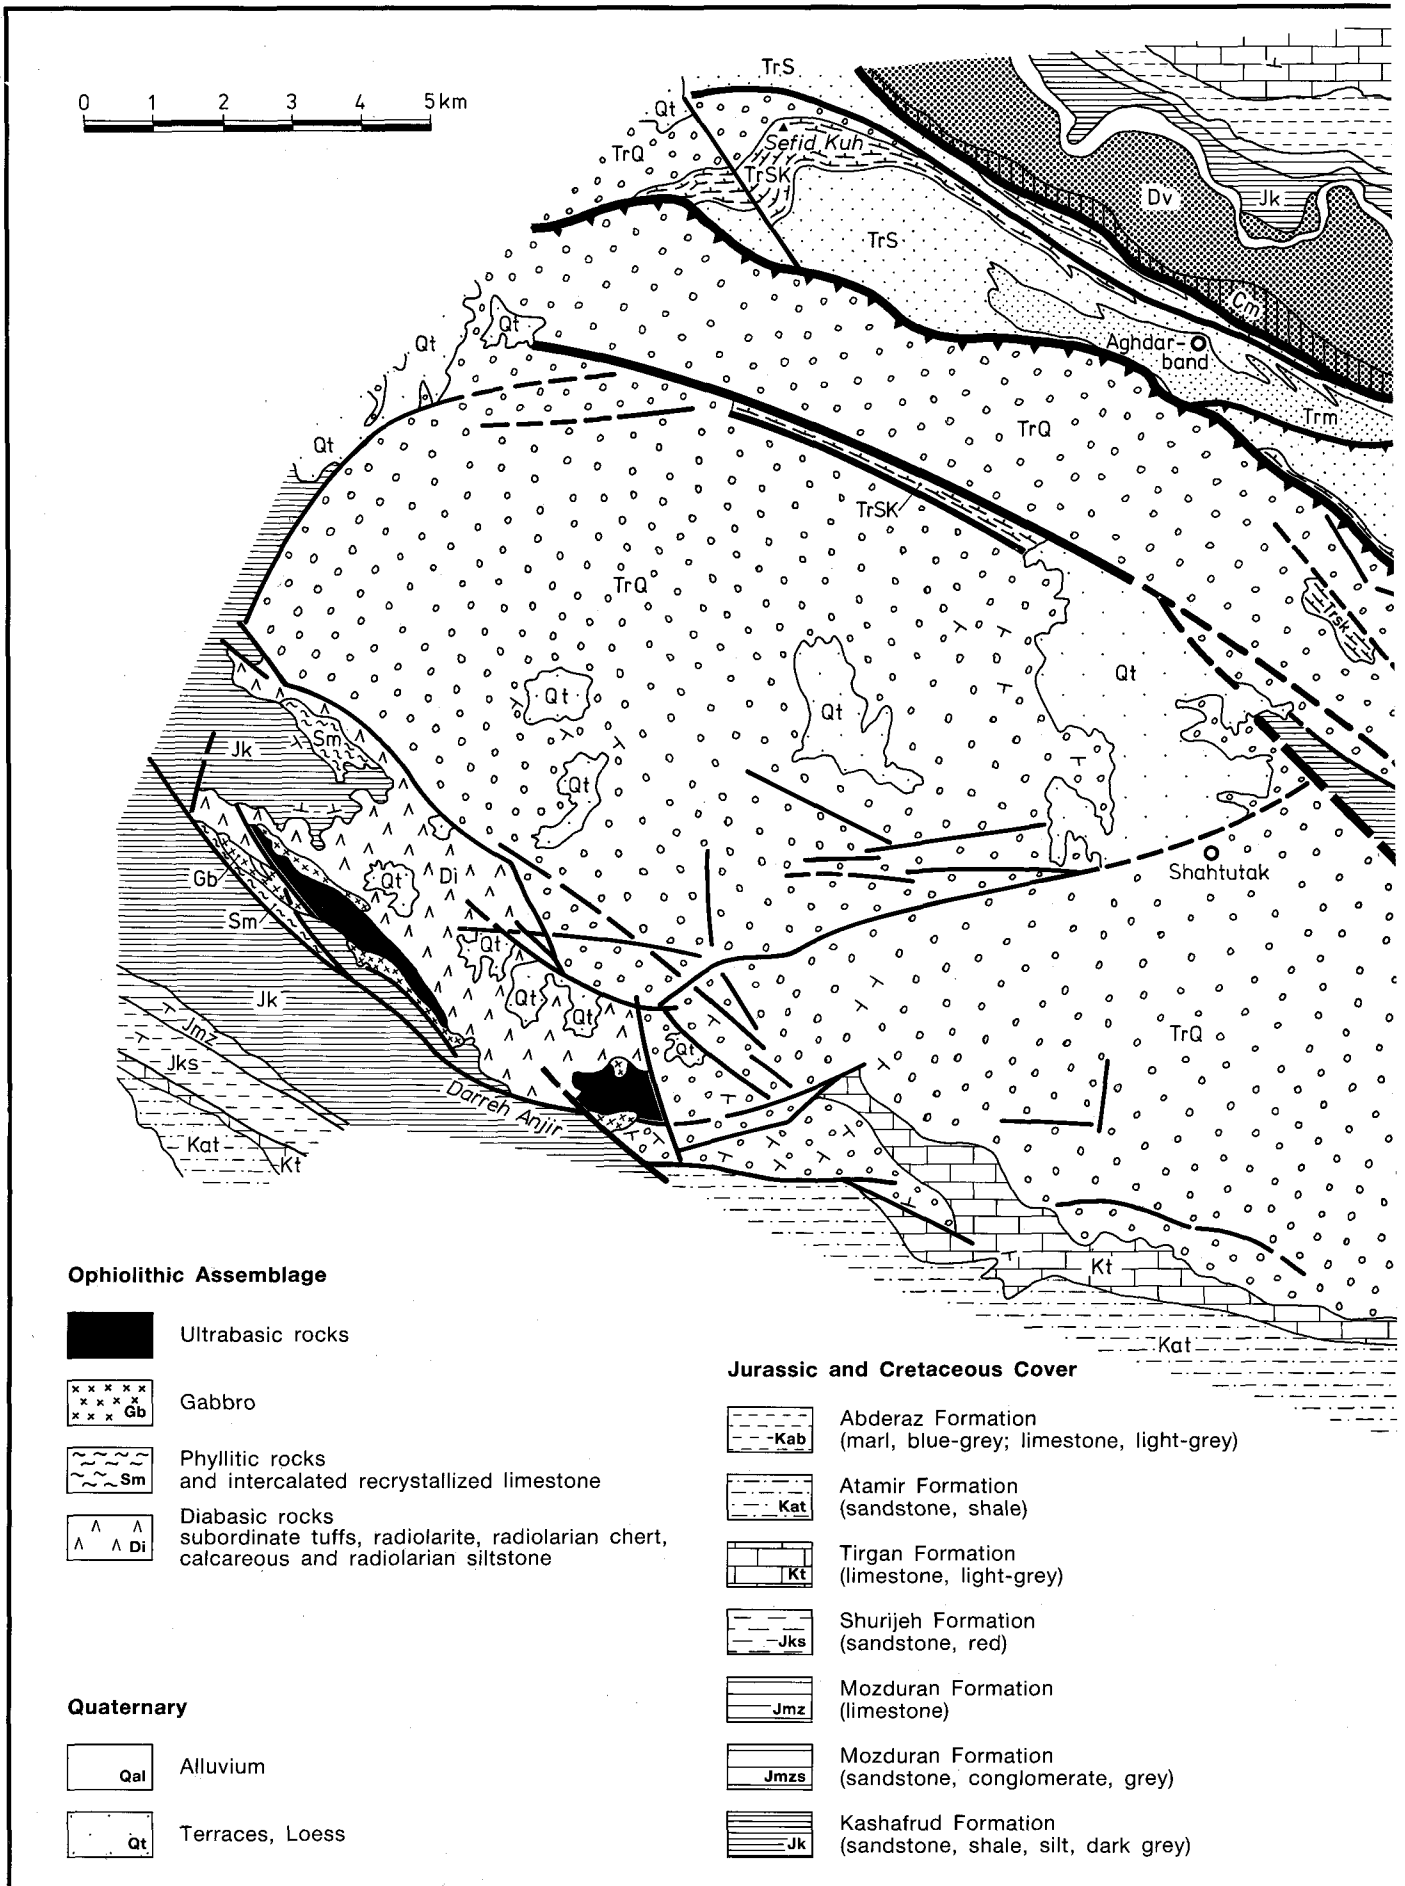 0 1 2 3 4 5 km
TrS
Qt
Qt
TrQ
Sefid Kuh
TrSK
Dv
Jk
TrS
Cm
Qt
Qt
Aghdar-
band
Trm
TrQ
Qt
TrSK
TrQ
Trsk
Qt
Qt
Qt
Sm
Jk
Qt
Gb
Qt
Di
Shahtutak
Sm
Qt
Jk
Qt
Qt
Jmz
TrQ
Qt
Jks
Darreh Anjir
Kat
Kt
Kt
Kat
Ophiolithic Assemblage
Ultrabasic rocks
Gb
Gabbro
Sm
Phyllitic rocks
and intercalated recrystallized limestone
Di
Diabasic rocks
subordinate tuffs, radiolarite, radiolarian chert,
calcareous and radiolarian siltstone
Quaternary
Qal
Alluvium
Qt
Terraces, Loess
Jurassic and Cretaceous Cover
Kab
Abderaz Formation
(marl, blue-grey; limestone, light-grey)
Kat
Atamir Formation
(sandstone, shale)
Kt
Tirgan Formation
(limestone, light-grey)
Jks
Shurijeh Formation
(sandstone, red)
Jmz
Mozduran Formation
(limestone)
Jmzs
Mozduran Formation
(sandstone, conglomerate, grey)
Jk
Kashafrud Formation
(sandstone, shale, silt, dark grey)